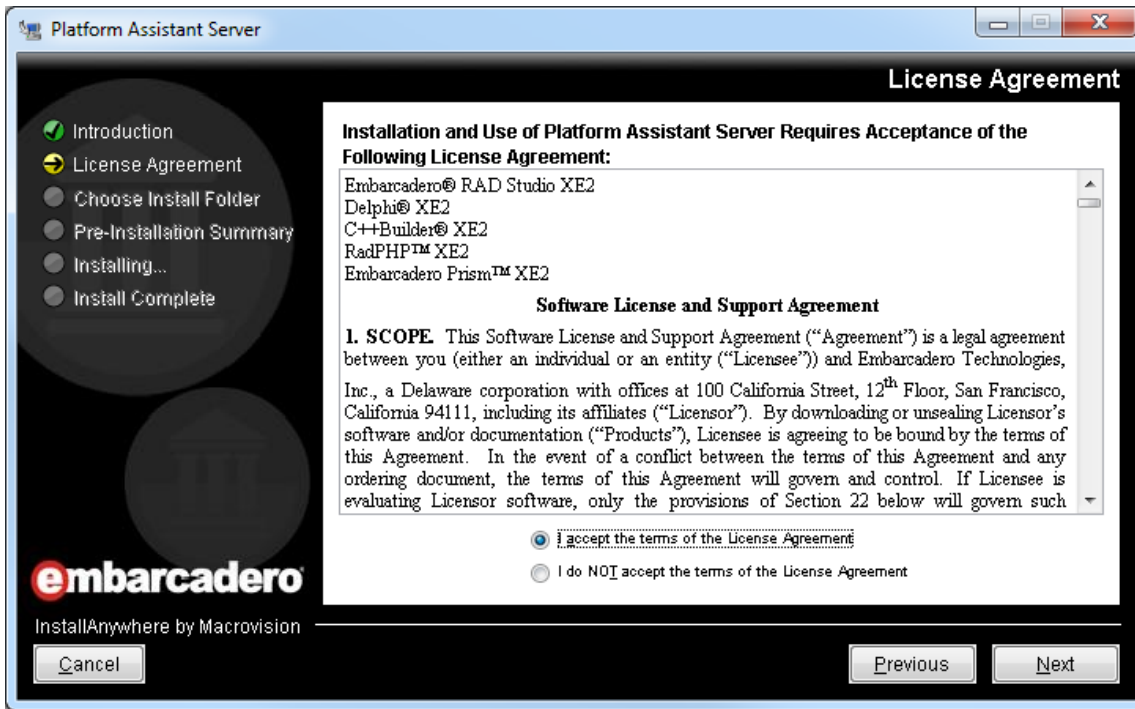 Platform Assistant Server
License Agreement
Introduction
License Agreement
Choose Install Folder
Pre-Installation Summary
Installing...
Install Complete
Installation and Use of Platform Assistant Server Requires Acceptance of the
Following License Agreement:
Embarcadero® RAD Studio XE2
Delphi® XE2
C++Builder® XE2
RadPHP™ XE2
Embarcadero Prism™ XE2
Software License and Support Agreement
1. SCOPE. This Software License and Support Agreement (“Agreement”) is a legal agreement
between you (either an individual or an entity (“Licensee”)) and Embarcadero Technologies,
Inc., a Delaware corporation with offices at 100 California Street, 12th Floor, San Francisco,
California 94111, including its affiliates (“Licensor”). By downloading or unsealing Licensor’s
software and/or documentation (“Products”), Licensee is agreeing to be bound by the terms of
this Agreement. In the event of a conflict between the terms of this Agreement and any
ordering document, the terms of this Agreement will govern and control. If Licensee is
evaluating Licensor software, only the provisions of Section 22 below will govern such
I accept the terms of the License Agreement
I do NOT accept the terms of the License Agreement
embarcadero
InstallAnywhere by Macrovision
Cancel
Previous
Next